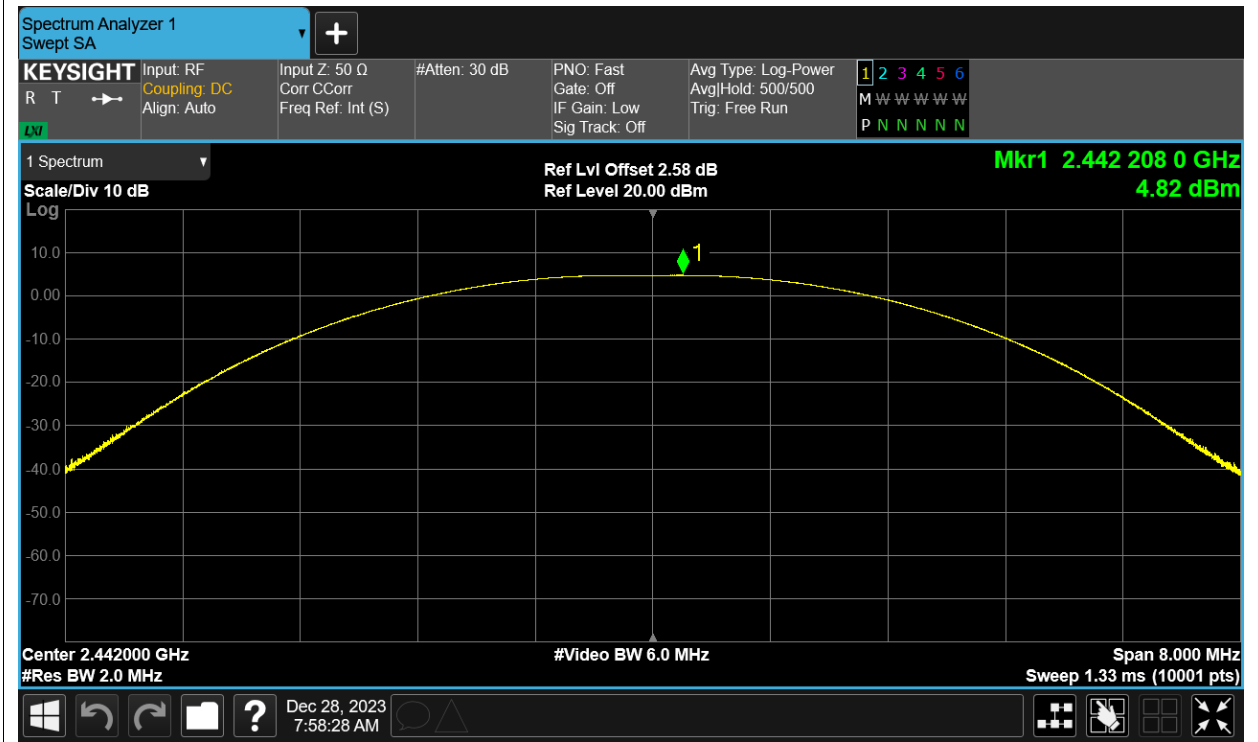 Spectrum Analyzer 1
Swept SA
KEYSIGHT
R T
LXI
Input: RF
Coupling: DC
Align: Auto
Input Z: 50 Ω
Corr CCorr
Freq Ref: Int (S)
#Atten: 30 dB
PNO: Fast
Gate: Off
IF Gain: Low
Sig Track: Off
Avg Type: Log-Power
Avg|Hold: 500/500
Trig: Free Run
1 2 3 4 5 6
M W W W W W
P N N N N N
1 Spectrum
Scale/Div 10 dB
Log
Ref Lvl Offset 2.58 dB
Ref Level 20.00 dBm
Mkr1 2.442 208 0 GHz
4.82 dBm
1
10.0
0.00
-10.0
-20.0
-30.0
-40.0
-50.0
-60.0
-70.0
Center 2.442000 GHz
#Res BW 2.0 MHz
#Video BW 6.0 MHz
Span 8.000 MHz
Sweep 1.33 ms (10001 pts)
?
Dec 28, 2023
7:58:28 AM